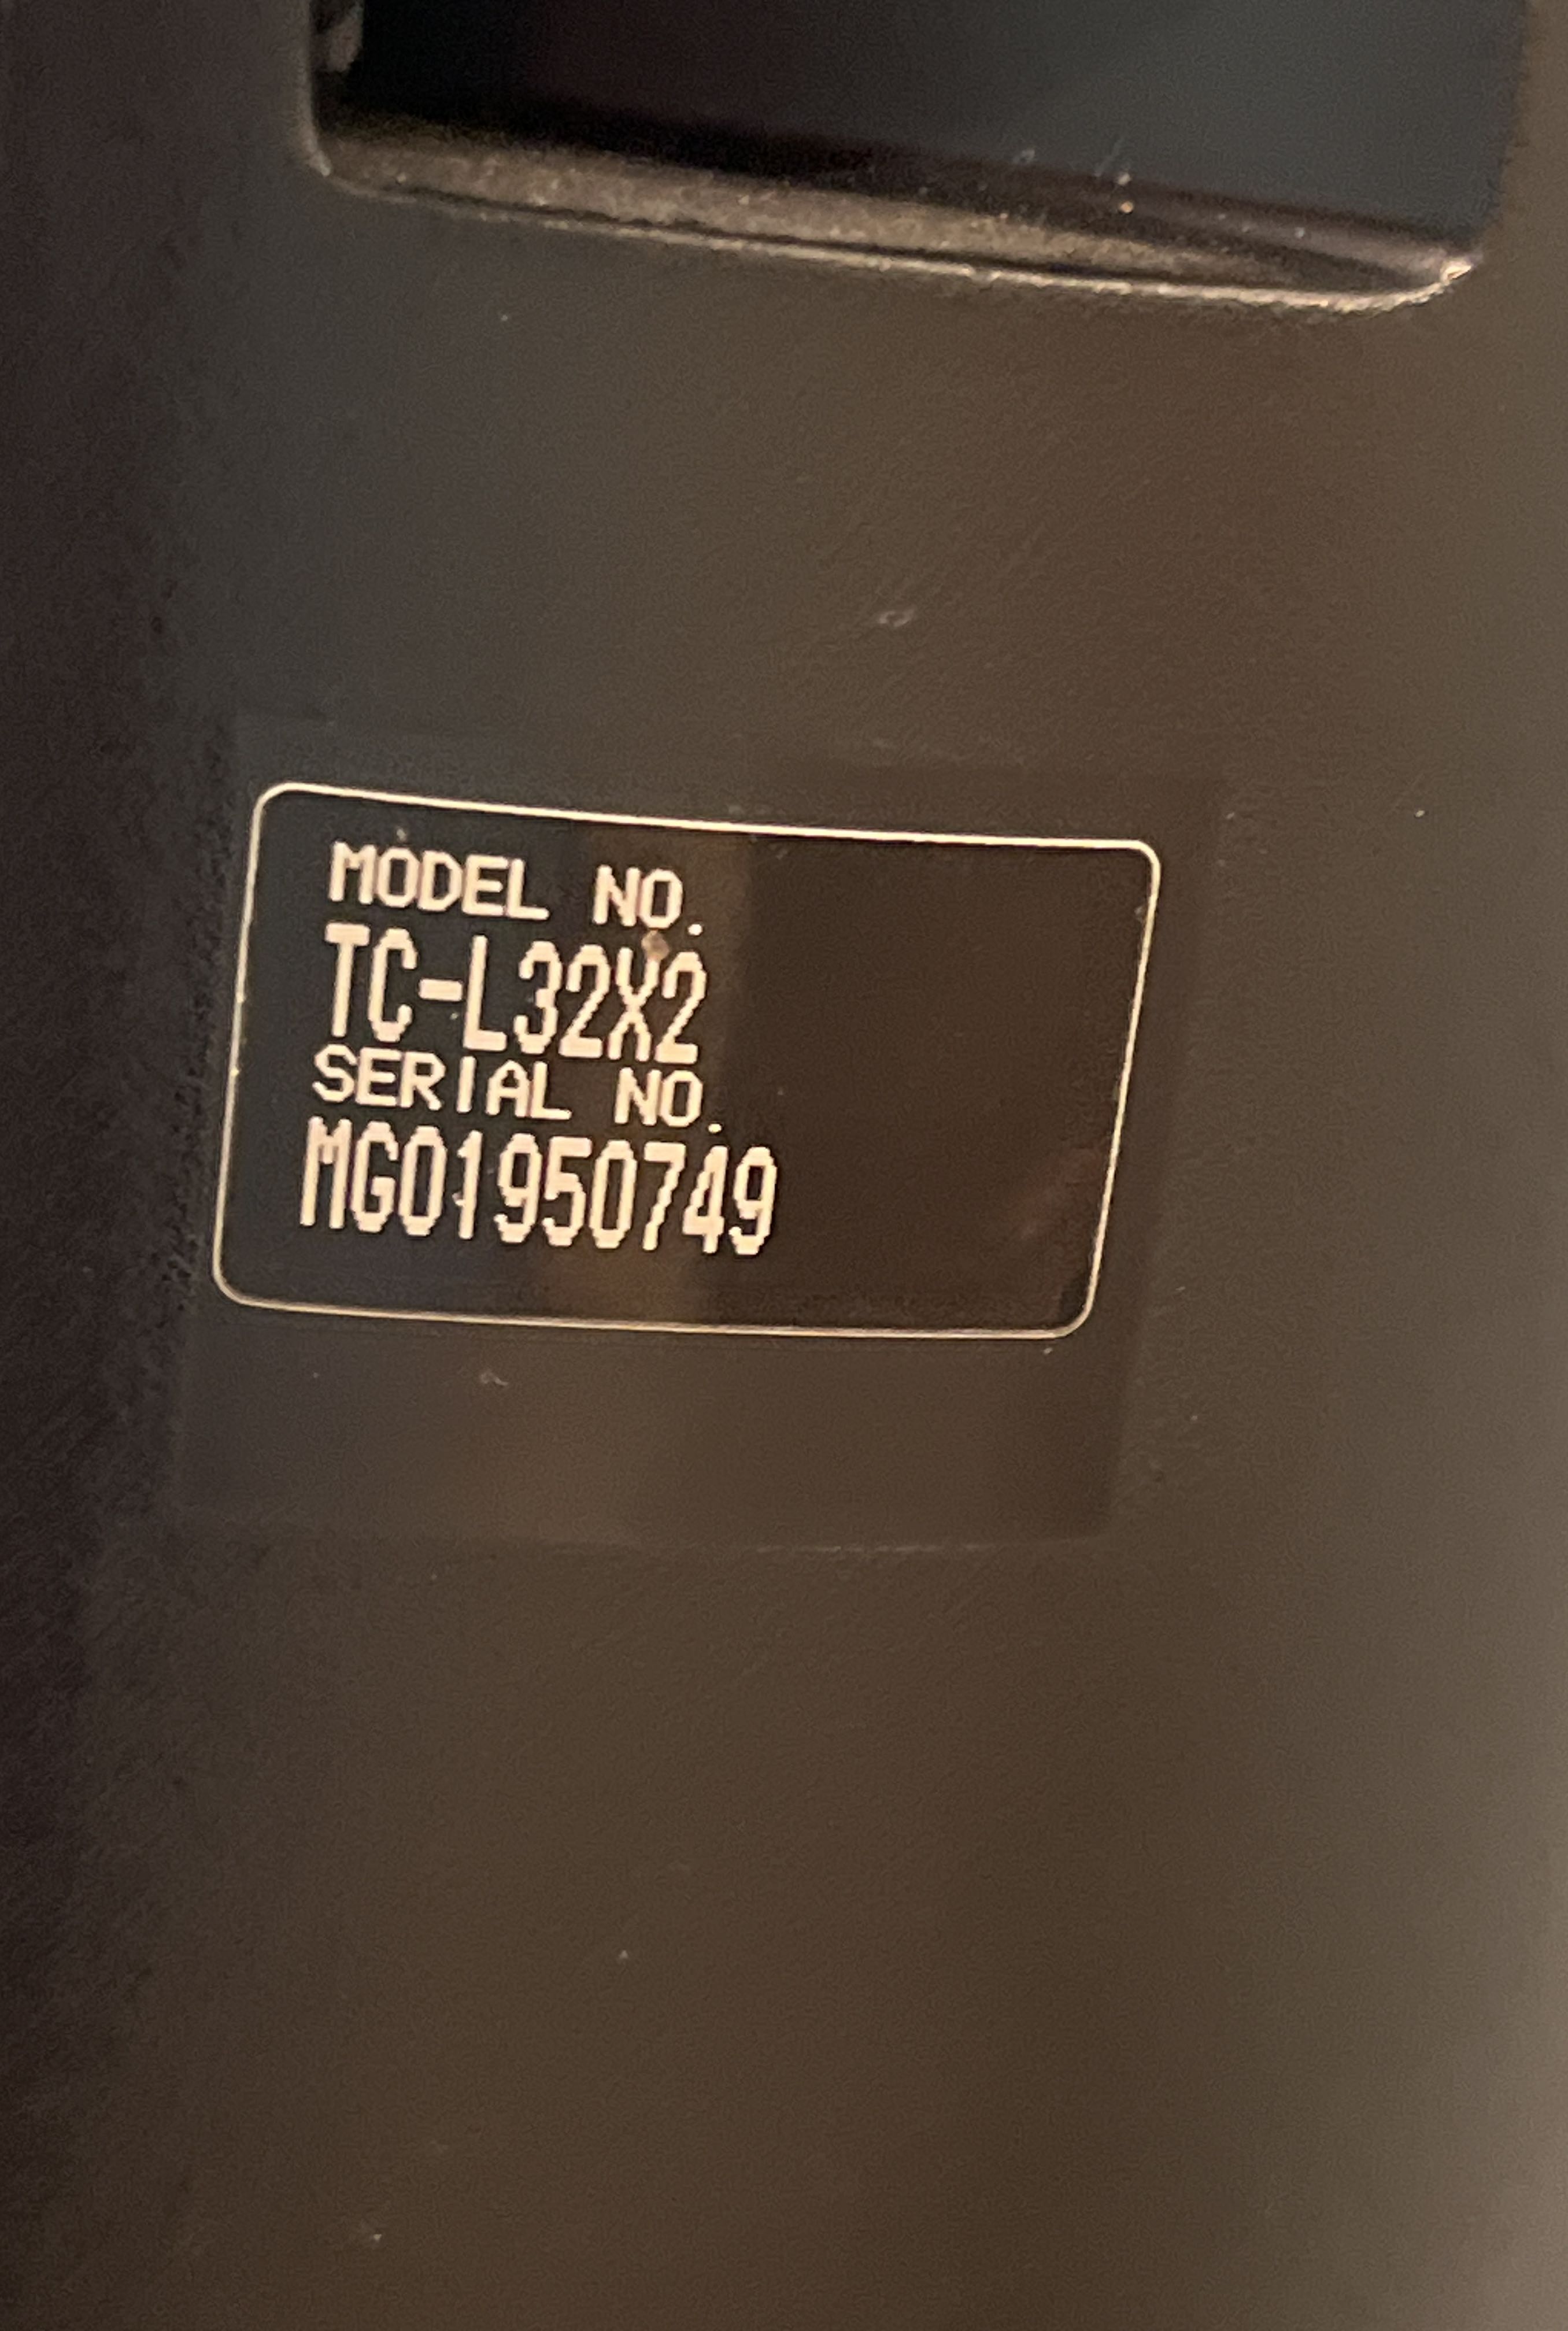 MODEL NO.
TC-L32X2
SERIAL NO.
MG01950749